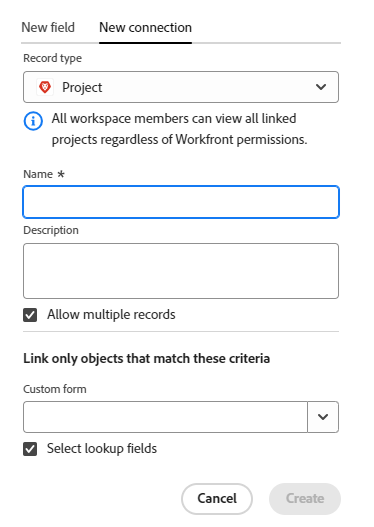 New field New connection
Record type
Project
All workspace members can view all linked
projects regardless of Workfront permissions.
Name *
Description
Allow multiple records
Link only objects that match these criteria
Custom form
Select lookup fields
Cancel Create